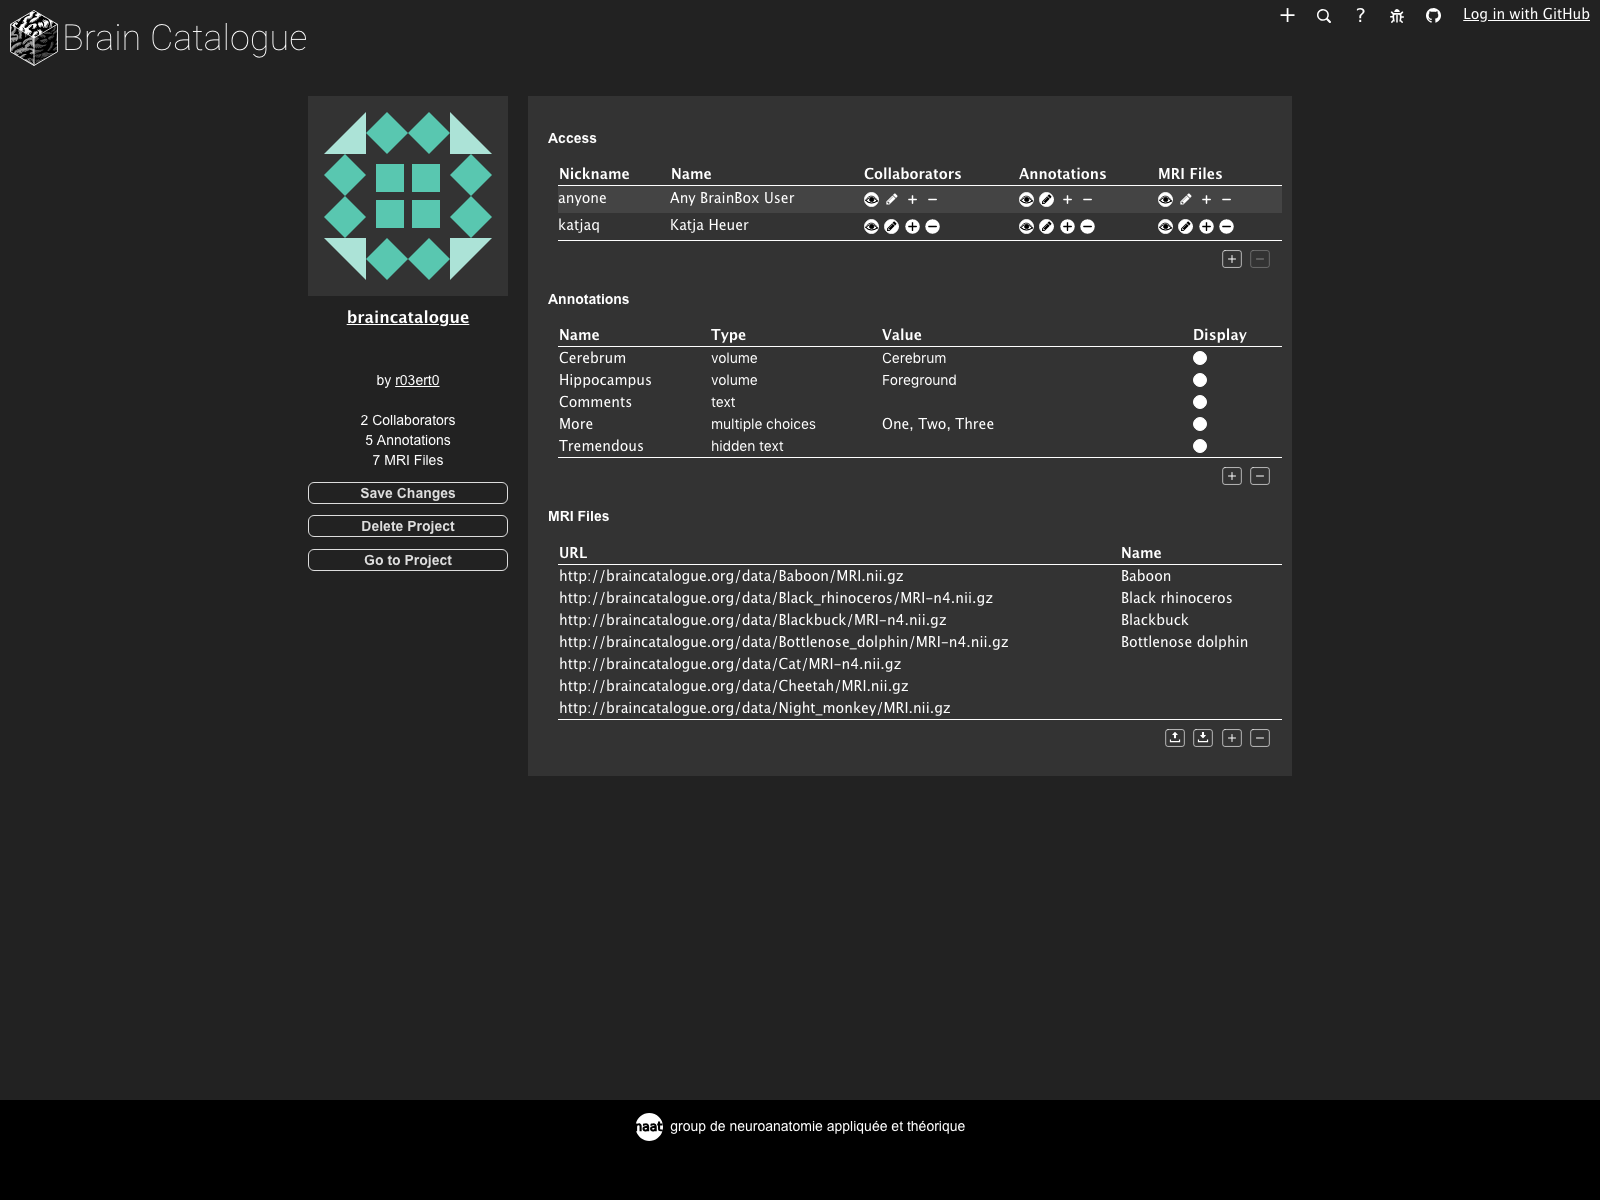 Brain Catalogue
Log in with GitHub
braincatalogue
by r03ert0
2 Collaborators
5 Annotations
7 MRI Files
Save Changes
Delete Project
Go to Project
Access
Nickname Name Collaborators Annotations MRI Files
anyone Any BrainBox User
katjaq Katja Heuer
Annotations
Name Type Value Display
Cerebrum volume Cerebrum
Hippocampus volume Foreground
Comments text
More multiple choices One, Two, Three
Tremendous hidden text
MRI Files
URL Name
http://braincatalogue.org/data/Baboon/MRI.nii.gz Baboon
http://braincatalogue.org/data/Black_rhinoceros/MRI-n4.nii.gz Black rhinoceros
http://braincatalogue.org/data/Blackbuck/MRI-n4.nii.gz Blackbuck
http://braincatalogue.org/data/Bottlenose_dolphin/MRI-n4.nii.gz Bottlenose dolphin
http://braincatalogue.org/data/Cat/MRI-n4.nii.gz
http://braincatalogue.org/data/Cheetah/MRI.nii.gz
http://braincatalogue.org/data/Night_monkey/MRI.nii.gz
naat group de neuroanatomie appliquée et théorique